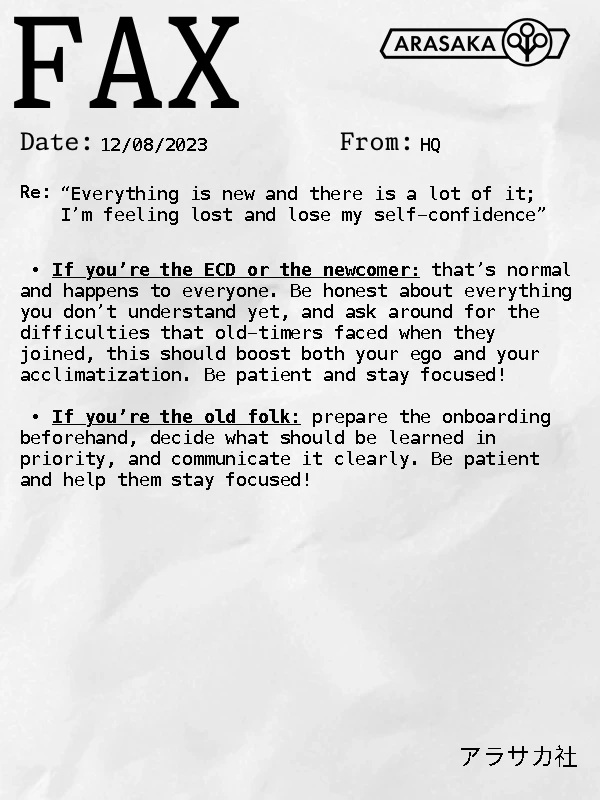 FAX
ARASAKA
Date: 12/08/2023 From: HQ
Re: “Everything is new and there is a lot of it;
I’m feeling lost and lose my self-confidence”
• If you’re the ECD or the newcomer: that’s normal
and happens to everyone. Be honest about everything
you don’t understand yet, and ask around for the
difficulties that old-timers faced when they
joined, this should boost both your ego and your
acclimatization. Be patient and stay focused!
• If you’re the old folk: prepare the onboarding
beforehand, decide what should be learned in
priority, and communicate it clearly. Be patient
and help them stay focused!
アラサカ社